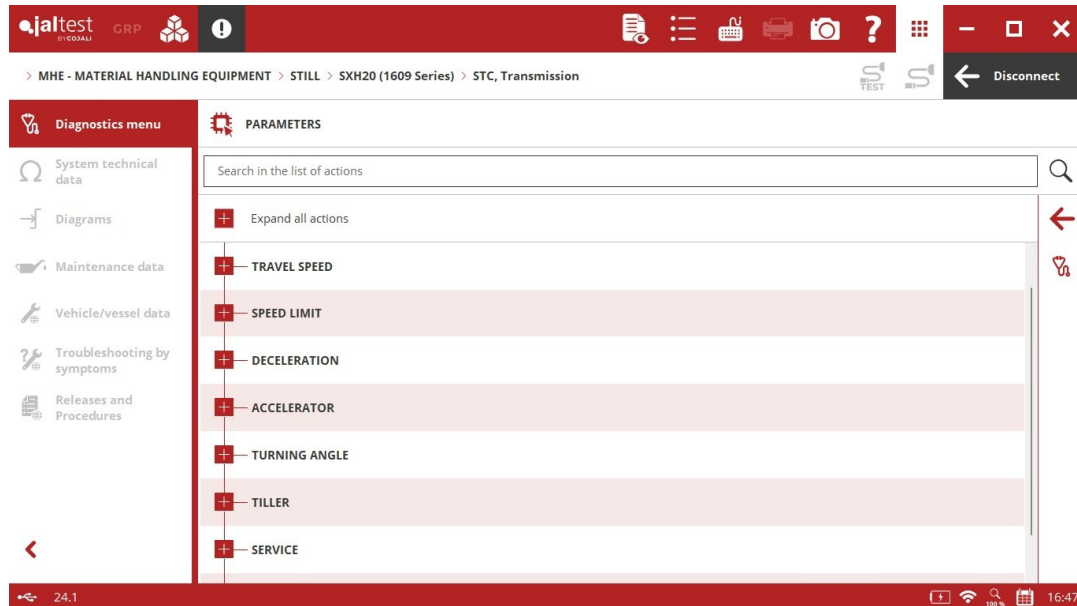 jaltest GRP
BY COJALI
> MHE - MATERIAL HANDLING EQUIPMENT > STILL > SXH20 (1609 Series) > STC, Transmission
TEST
Disconnect
Diagnostics menu
System technical
data
Diagrams
Maintenance data
Vehicle/vessel data
Troubleshooting by
symptoms
Releases and
Procedures
PARAMETERS
Search in the list of actions
Expand all actions
TRAVEL SPEED
SPEED LIMIT
DECELERATION
ACCELERATOR
TURNING ANGLE
TILLER
SERVICE
24.1
100 %
16:47